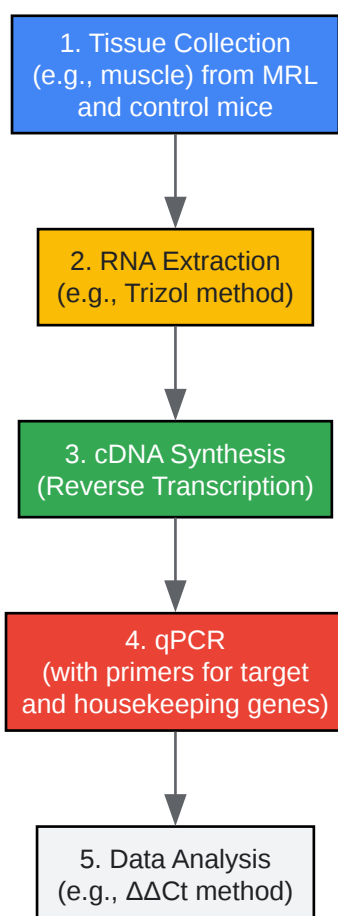 1. Tissue Collection
(e.g., muscle) from MRL
and control mice
2. RNA Extraction
(e.g., Trizol method)
3. cDNA Synthesis
(Reverse Transcription)
4. qPCR
(with primers for target
and housekeeping genes)
5. Data Analysis
(e.g., ΔΔCt method)